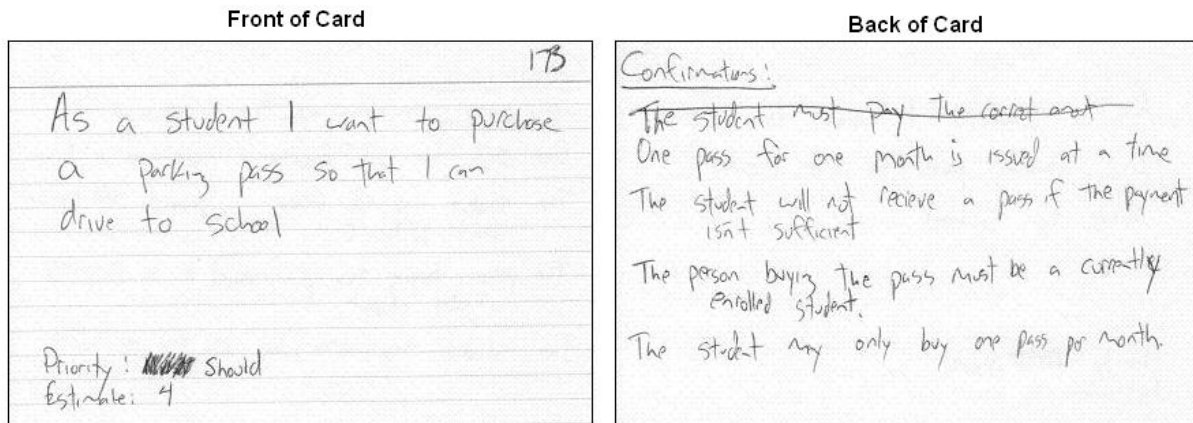 Front of Card
173
As a student I want to purchase
a parking pass so that I can
drive to school
Priority: Should
Estimate: 4
Back of Card
Confirmations:
The student must pay the corret amot
One pass for one month is issued at a time
The student will not recieve a pass if the payment
isn't sufficient
The person buying the pass must be a currently
enrolled student.
The student may only buy one pass per month.